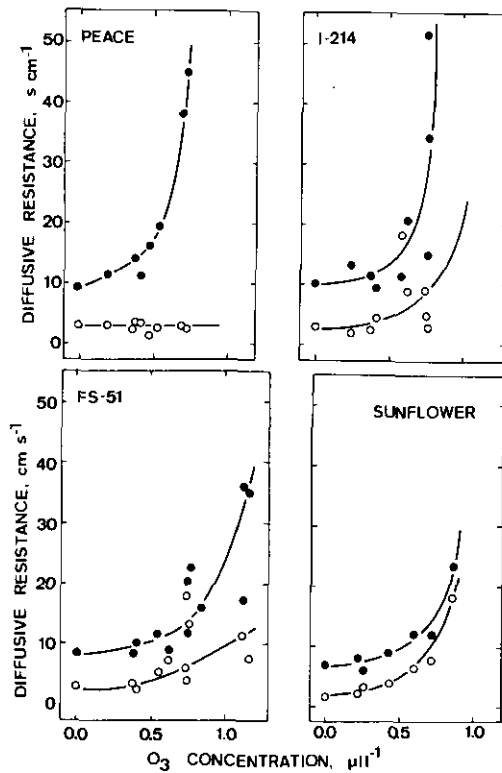 PEACE
I-214
DIFFUSIVE RESISTANCE, s cm⁻¹
50
40
30
20
10
0
FS-51
SUNFLOWER
DIFFUSIVE RESISTANCE, cm s⁻¹
50
40
30
20
10
0
0.0 0.5 1.0
0.0 0.5 1.0
O₃ CONCENTRATION, μl l⁻¹